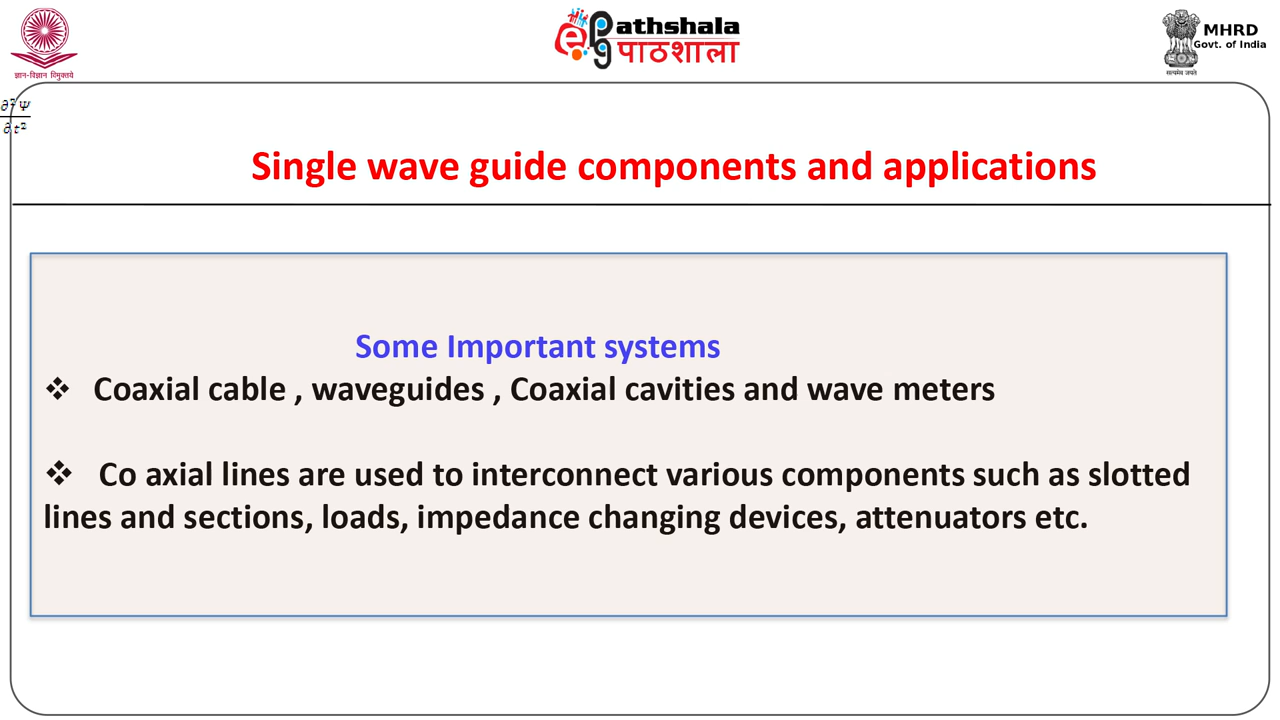 ज्ञान-विज्ञान विमुक्तये
ePathshala
पाठशाला
MHRD
Govt. of India
सत्यमेव जयते
∂²Ψ
∂t²
Single wave guide components and applications
Some Important systems
❖ Coaxial cable , waveguides , Coaxial cavities and wave meters
❖ Co axial lines are used to interconnect various components such as slotted
lines and sections, loads, impedance changing devices, attenuators etc.